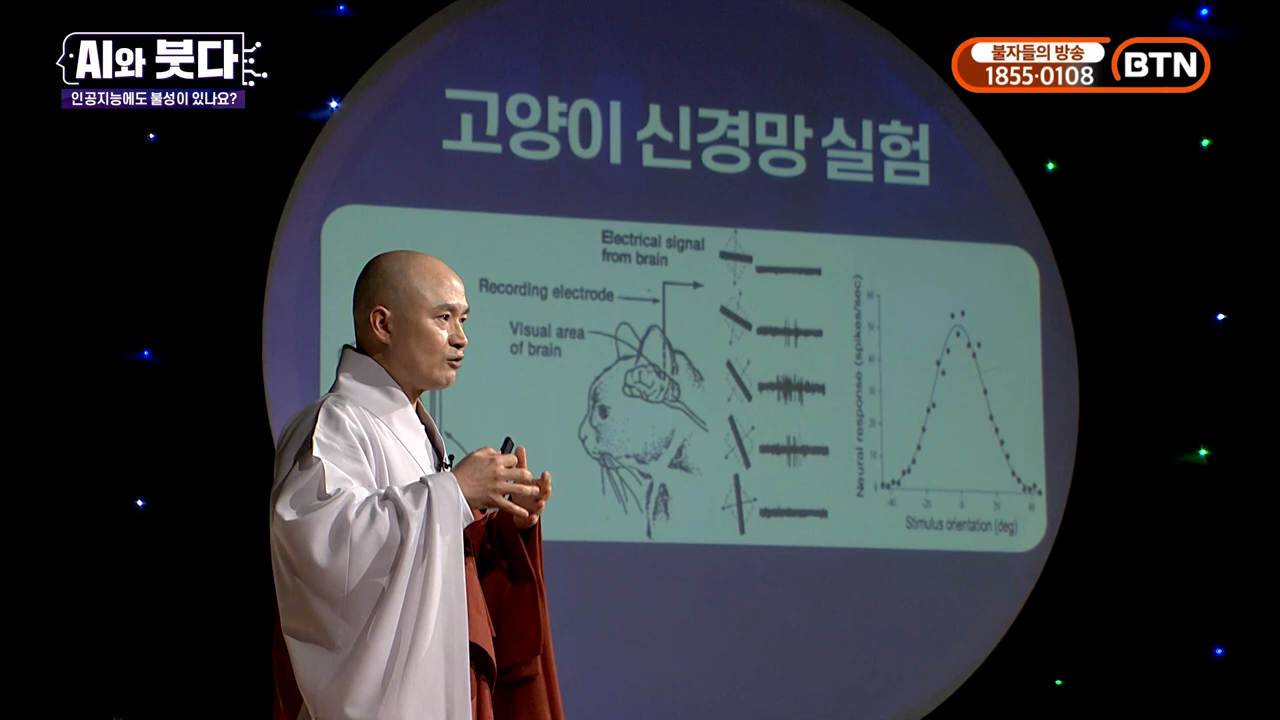 AI와 붓다
인공지능에도 불성이 있나요?
불자들의 방송
1855·0108
BTN
고양이 신경망 실험
Electrical signal
from brain
Recording electrode
Visual area
of brain
Neural response (spikes/sec)
Stimulus orientation (deg)